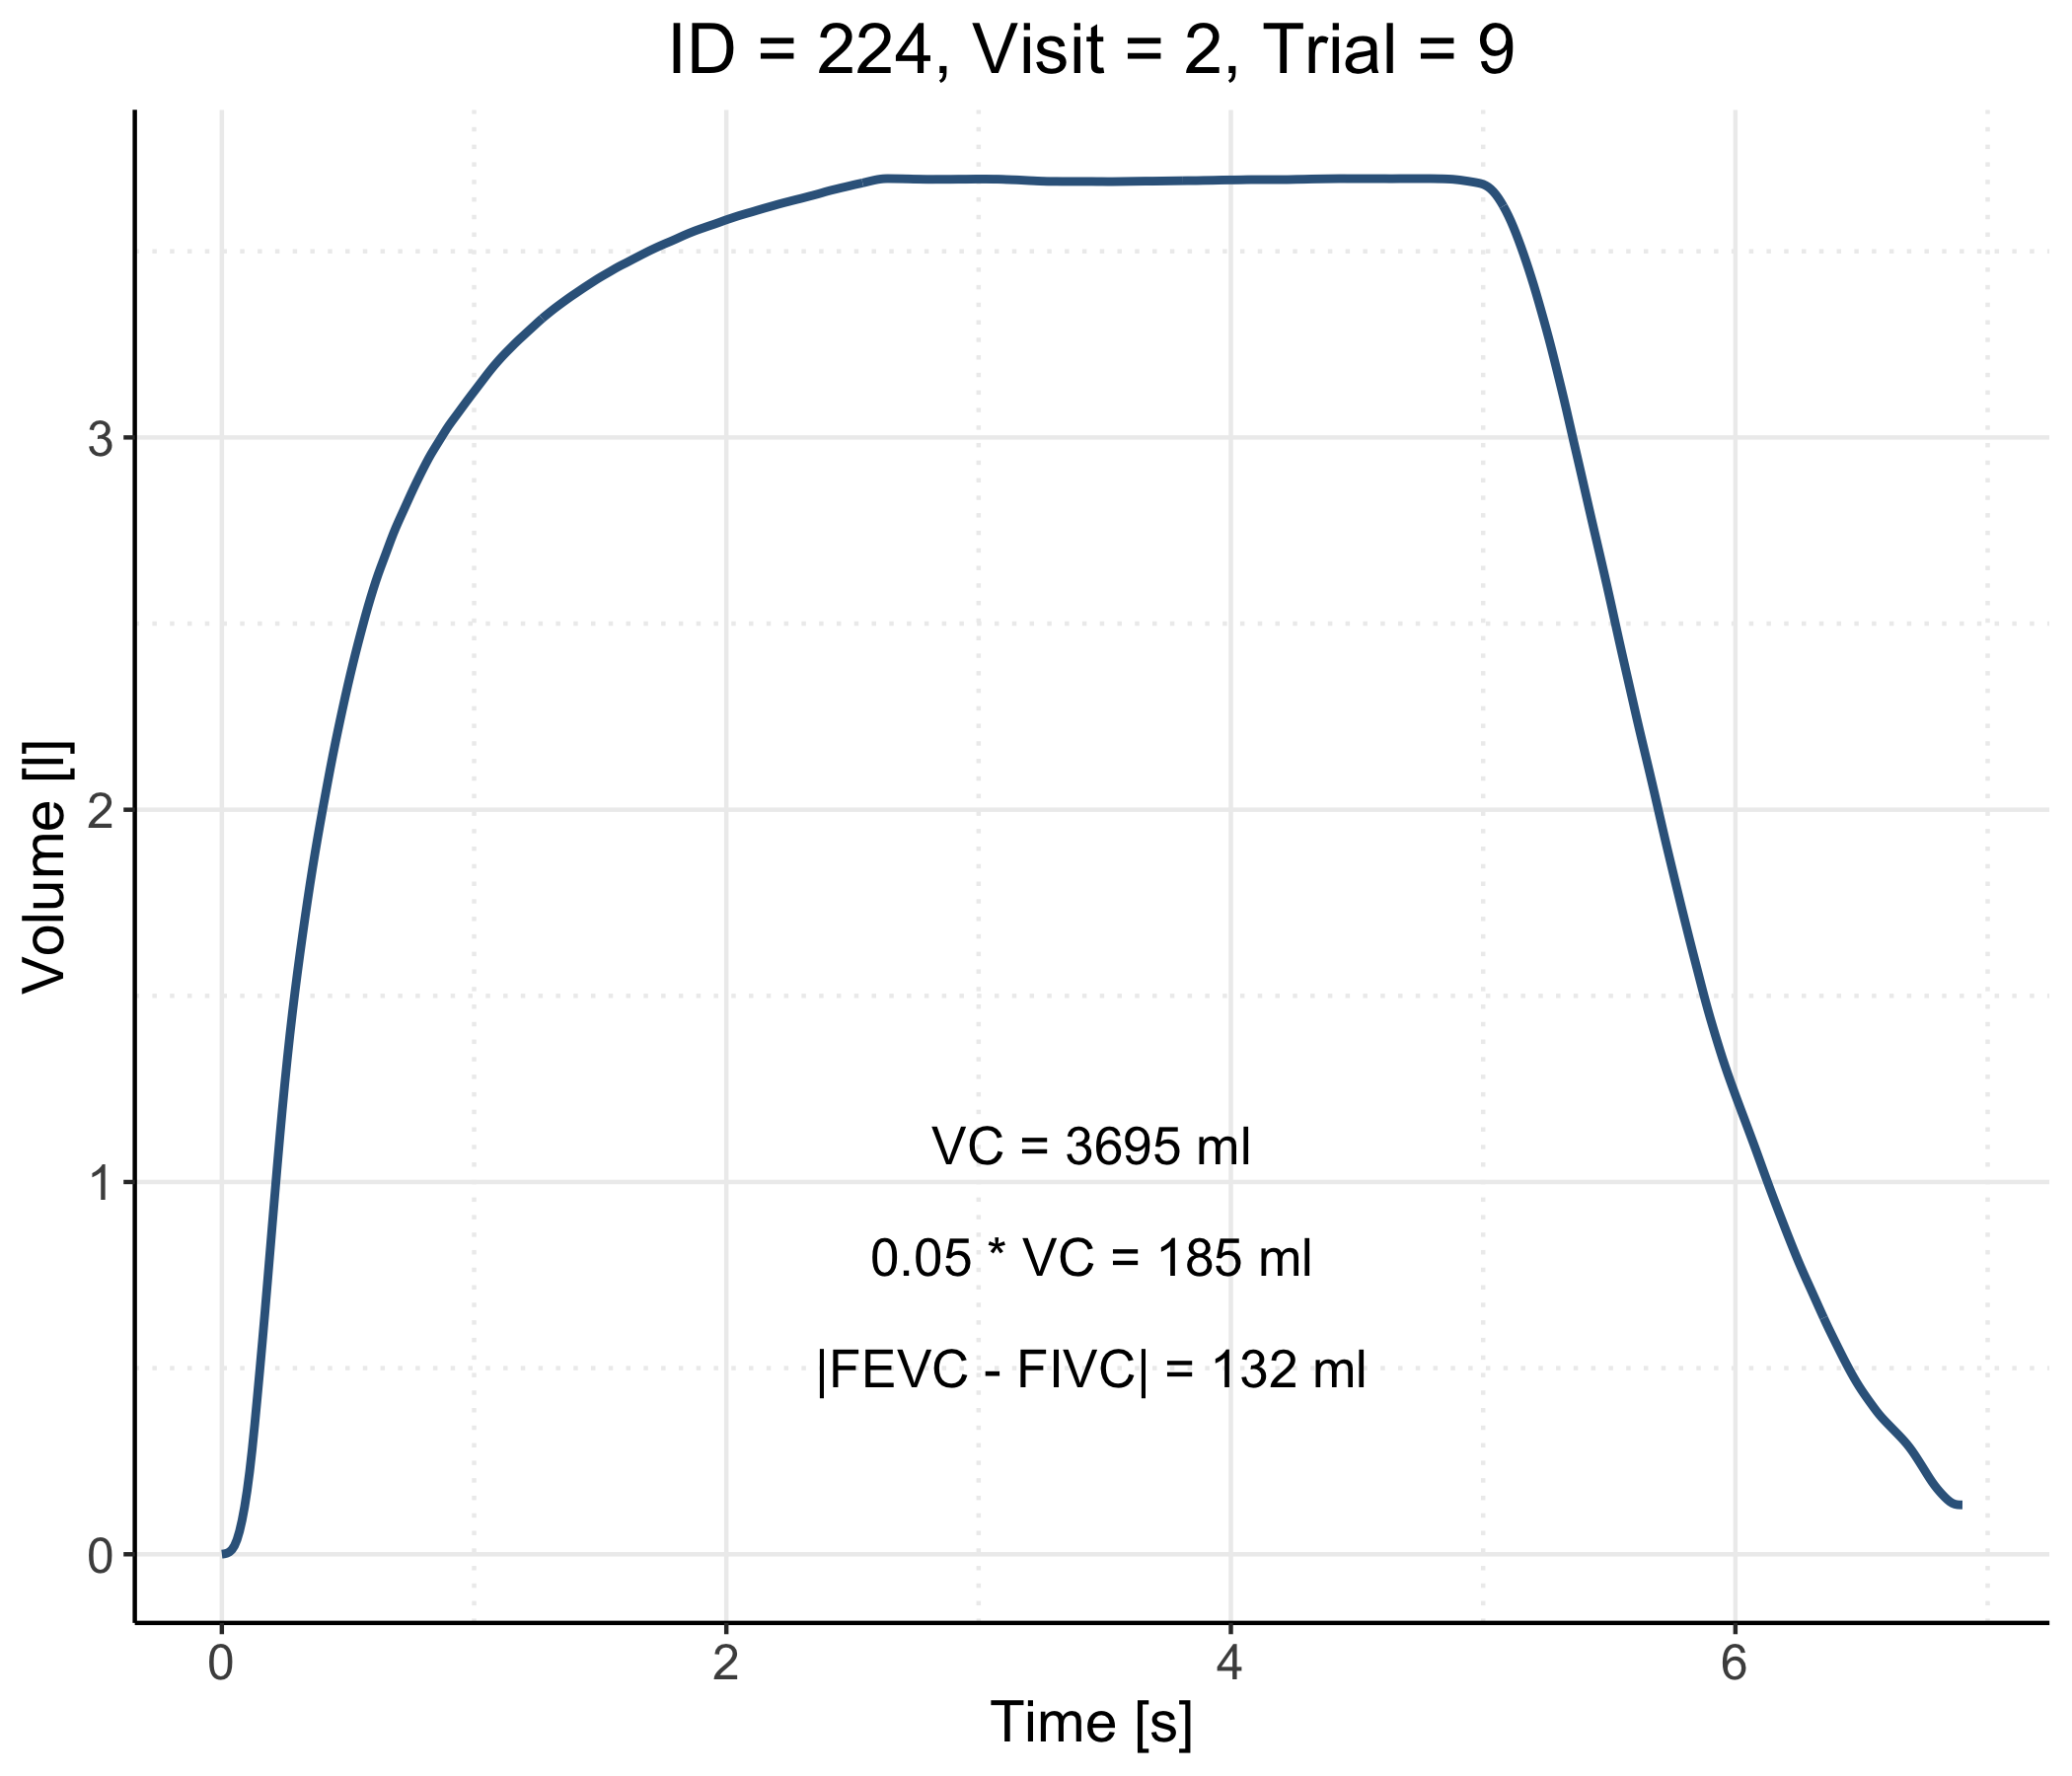 ID = 224, Visit = 2, Trial = 9
3
2
1
0
Volume [l]
VC = 3695 ml
0.05 * VC = 185 ml
|FEVC - FIVC| = 132 ml
0 2 4 6
Time [s]